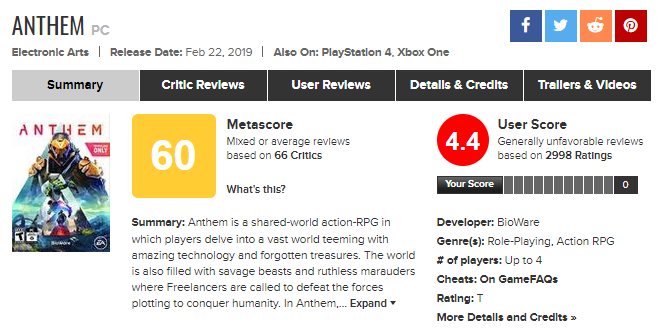 ANTHEM PC
Electronic Arts | Release Date: Feb 22, 2019 | Also On: PlayStation 4, Xbox One
Summary Critic Reviews User Reviews Details & Credits Trailers & Videos
ANTHEM
60
Metascore
Mixed or average reviews
based on 66 Critics
What's this?
4.4
User Score
Generally unfavorable reviews
based on 2998 Ratings
Your Score 0
Summary: Anthem is a shared-world action-RPG in
which players delve into a vast world teeming with
amazing technology and forgotten treasures. The world
is also filled with savage beasts and ruthless marauders
where Freelancers are called to defeat the forces
plotting to conquer humanity. In Anthem,... Expand
Developer: BioWare
Genre(s): Role-Playing, Action RPG
# of players: Up to 4
Cheats: On GameFAQs
Rating: T
More Details and Credits »
BioWare
EA